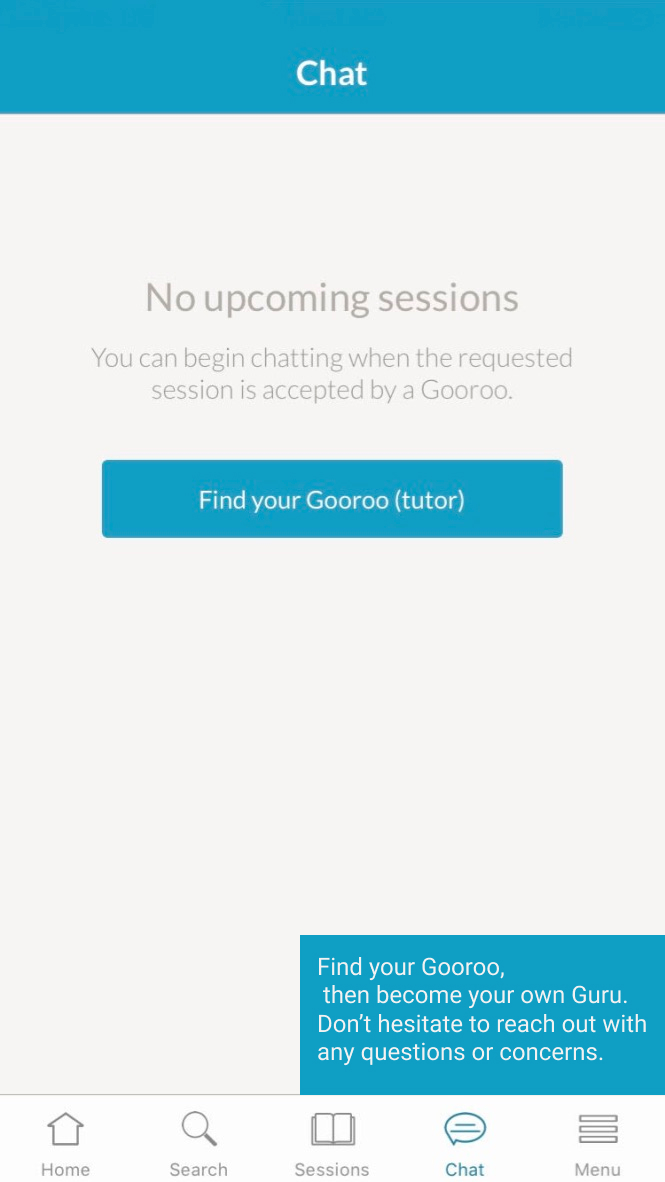 Chat
No upcoming sessions
You can begin chatting when the requested
session is accepted by a Gooroo.
Find your Gooroo (tutor)
Find your Gooroo,
then become your own Guru.
Don’t hesitate to reach out with
any questions or concerns.
Home Search Sessions Chat Menu